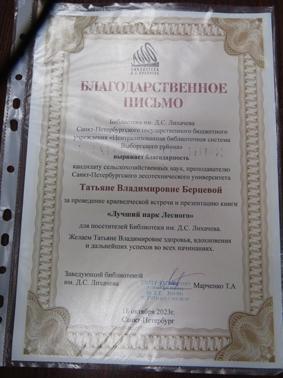 БИБЛИОТЕКА
БЛАГОДАРСТВЕННОЕ
ПИСЬМО
Библиотека им. Д.С. Лихачева
Санкт-Петербургского государственного бюджетного
учреждения «Централизованная библиотечная система
Выборгского района»
выражает благодарность
кандидату сельскохозяйственных наук, преподавателю
Санкт-Петербургского лесотехнического университета
Татьяне Владимировне Берцевой
за проведение краеведческой встречи и презентацию книги
«Лучший парк Лесного»
для посетителей Библиотеки им. Д.С. Лихачева.
Желаем Татьяне Владимировне здоровья, вдохновения
и дальнейших успехов во всех начинаниях.
Заведующий библиотекой
им. Д.С. Лихачева
Марченко Т.А
октября 2023г.
Санкт-Петербург